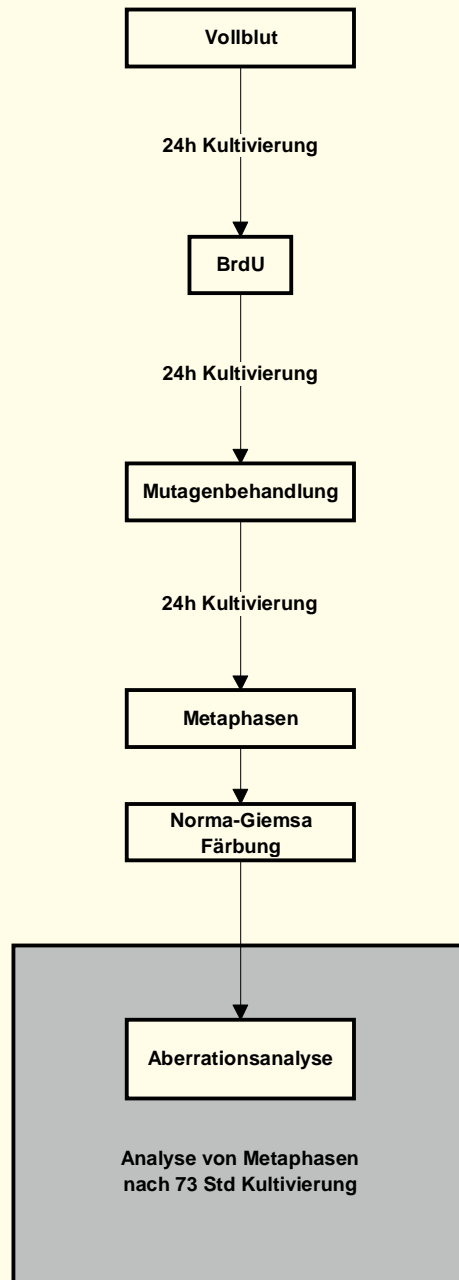 Vollblut
24h Kultivierung
BrdU
24h Kultivierung
Mutagenbehandlung
24h Kultivierung
Metaphasen
Norma-Giemsa
Färbung
Aberrationsanalyse
Analyse von Metaphasen
nach 73 Std Kultivierung